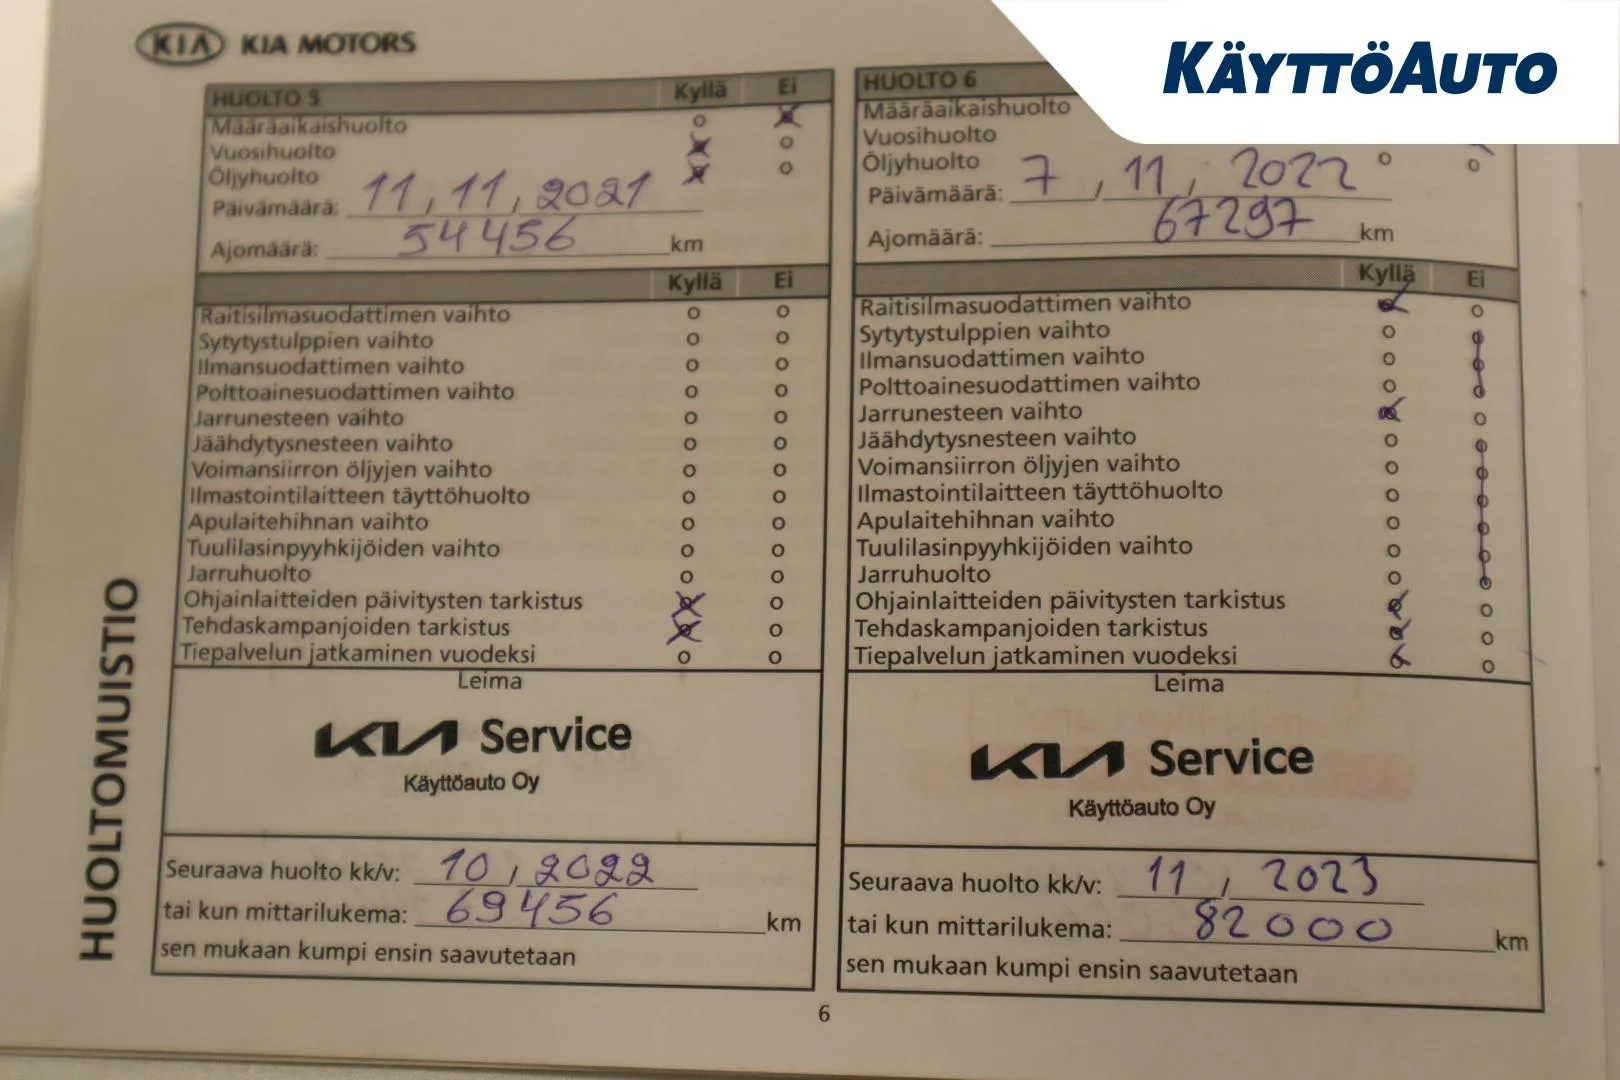 KIA KIA MOTORS
KÄYTTÖAUTO
HUOLTO 5 Kyllä Ei
Määräaikaishuolto
Vuosihuolto
Öljyhuolto
Päivämäärä: 11, 11, 2021
Ajomäärä: 54456 km
Kyllä Ei
Raitisilmasuodattimen vaihto
Sytytystulppien vaihto
Ilmansuodattimen vaihto
Polttoainesuodattimen vaihto
Jarrunesteen vaihto
Jäähdytysnesteen vaihto
Voimansiirron öljyjen vaihto
Ilmastointilaitteen täyttöhuolto
Apulaitehihnan vaihto
Tuulilasinpyyhkijöiden vaihto
Jarruhuolto
Ohjainlaitteiden päivitysten tarkistus
Tehdaskampanjoiden tarkistus
Tiepalvelun jatkaminen vuodeksi
Leima
KIA Service
Käyttöauto Oy
Seuraava huolto kk/v: 10, 2022
tai kun mittarilukema: 69456 km
sen mukaan kumpi ensin saavutetaan
HUOLTO 6
Määräaikaishuolto
Vuosihuolto
Öljyhuolto
Päivämäärä: 7, 11, 2022
Ajomäärä: 67297 km
Kyllä Ei
Raitisilmasuodattimen vaihto
Sytytystulppien vaihto
Ilmansuodattimen vaihto
Polttoainesuodattimen vaihto
Jarrunesteen vaihto
Jäähdytysnesteen vaihto
Voimansiirron öljyjen vaihto
Ilmastointilaitteen täyttöhuolto
Apulaitehihnan vaihto
Tuulilasinpyyhkijöiden vaihto
Jarruhuolto
Ohjainlaitteiden päivitysten tarkistus
Tehdaskampanjoiden tarkistus
Tiepalvelun jatkaminen vuodeksi
Leima
KIA Service
Käyttöauto Oy
Seuraava huolto kk/v: 11 / 2023
tai kun mittarilukema: 82000 km
sen mukaan kumpi ensin saavutetaan
HUOLTOMUISTIO
6